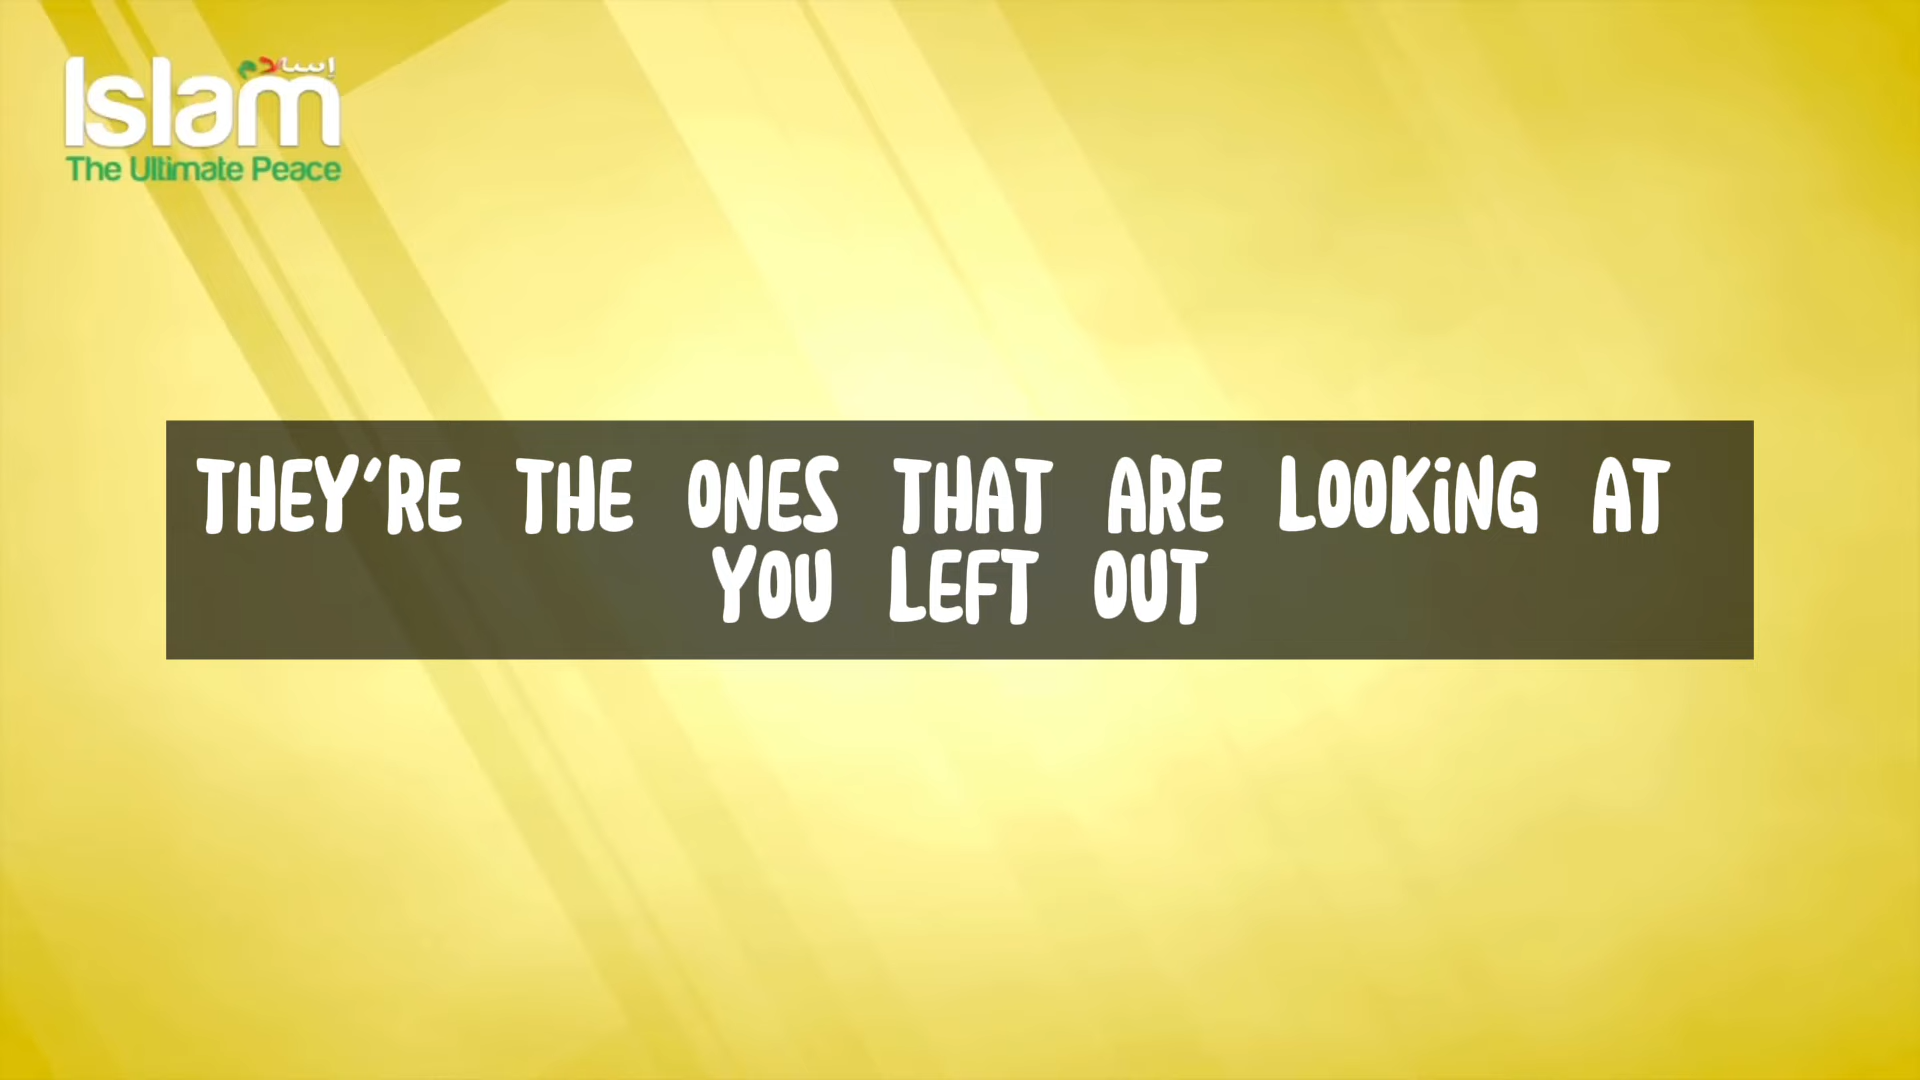 إسلام
Islam
The Ultimate Peace
THEY'RE THE ONES THAT ARE LOOKING AT
YOU LEFT OUT